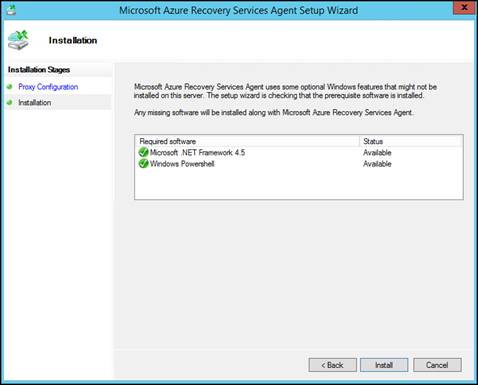 Microsoft Azure Recovery Services Agent Setup Wizard
x
Installation
Installation Stages
Proxy Configuration
Installation
Microsoft Azure Recovery Services Agent uses some optional Windows features that might not be
installed on this server. The setup wizard is checking that the prerequisite software is installed.
Any missing software will be installed along with Microsoft Azure Recovery Services Agent.
Required software Status
Microsoft .NET Framework 4.5 Available
Windows Powershell Available
< Back Install Cancel